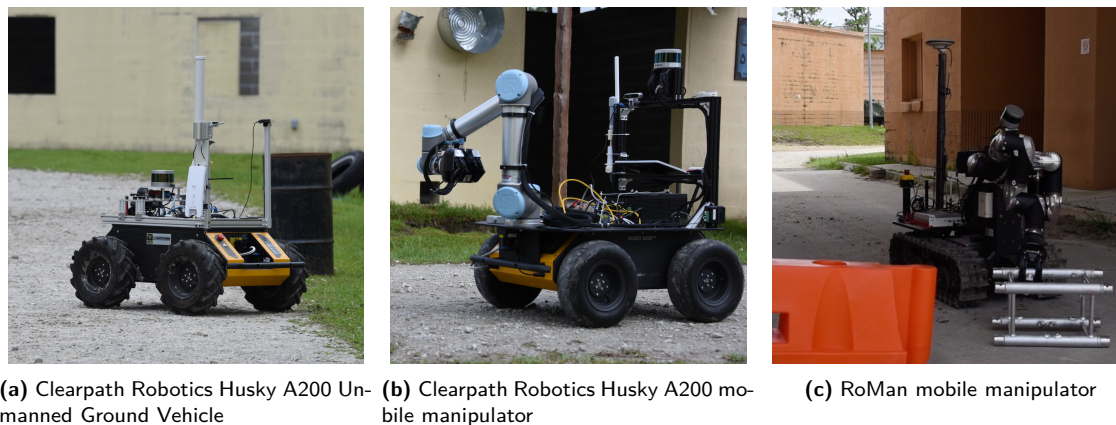 (a) Clearpath Robotics Husky A200 Un-
manned Ground Vehicle
(b) Clearpath Robotics Husky A200 mo-
bile manipulator
(c) RoMan mobile manipulator